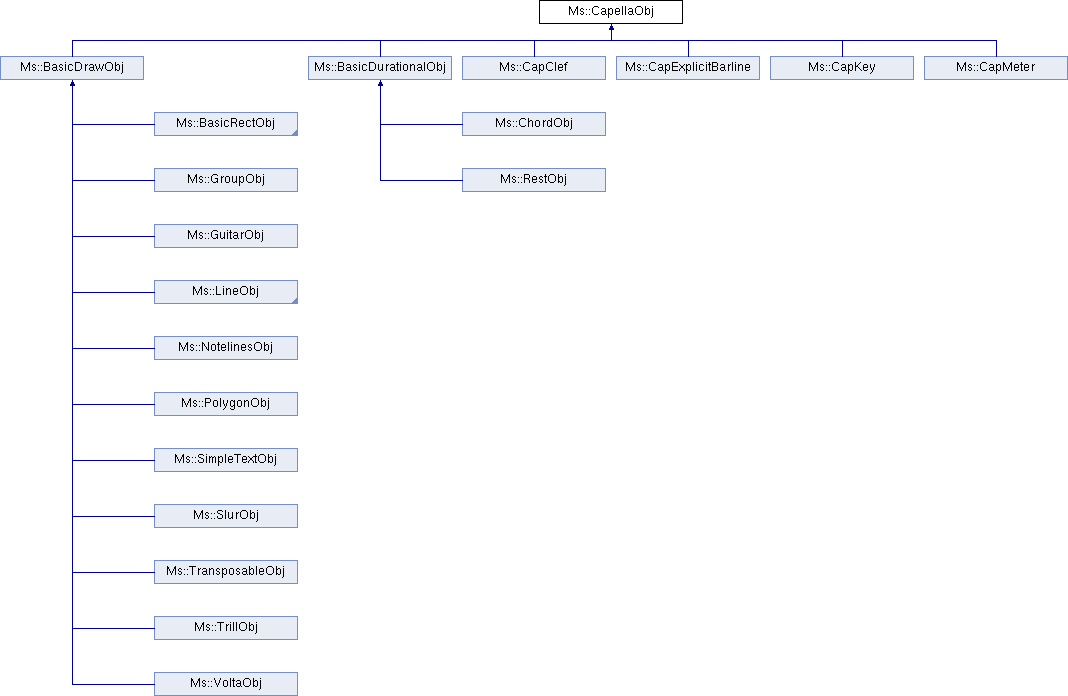 Ms::CapellaObj
Ms::BasicDrawObj
Ms::BasicDurationalObj
Ms::CapClef
Ms::CapExplicitBarline
Ms::CapKey
Ms::CapMeter
Ms::BasicRectObj
Ms::ChordObj
Ms::GroupObj
Ms::RestObj
Ms::GuitarObj
Ms::LineObj
Ms::NotelinesObj
Ms::PolygonObj
Ms::SimpleTextObj
Ms::SlurObj
Ms::TransposableObj
Ms::TrillObj
Ms::VoltaObj